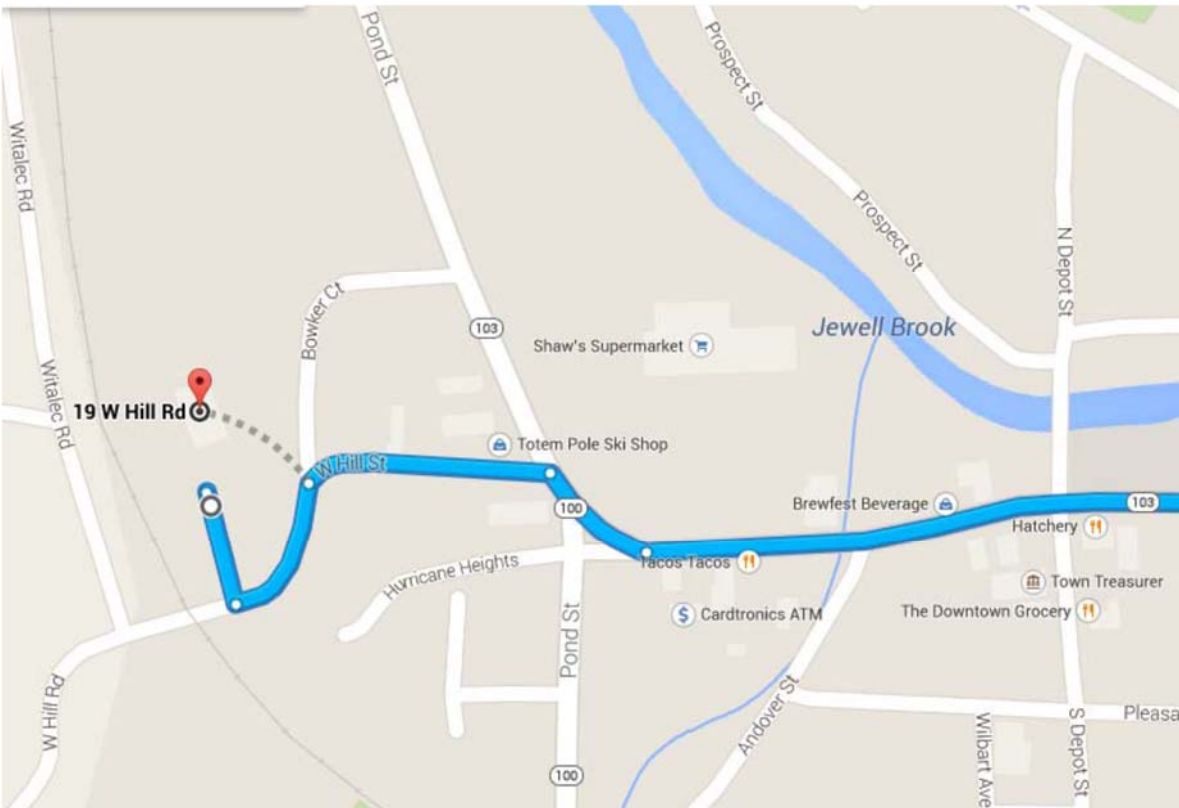 Pond St
Prospect St
Witalec Rd
Prospect St
N Depot St
Bowker Ct
103
Jewell Brook
Shaw's Supermarket
Witalec Rd
19 W Hill Rd
Totem Pole Ski Shop
W Hill St
100
Brewfest Beverage
103
Hatchery
Tacos Tacos
Hurricane Heights
Town Treasurer
$ Cardtronics ATM
The Downtown Grocery
Pond St
W Hill Rd
Andover St
Wilbart Ave
S Depot St
Pleasa
100